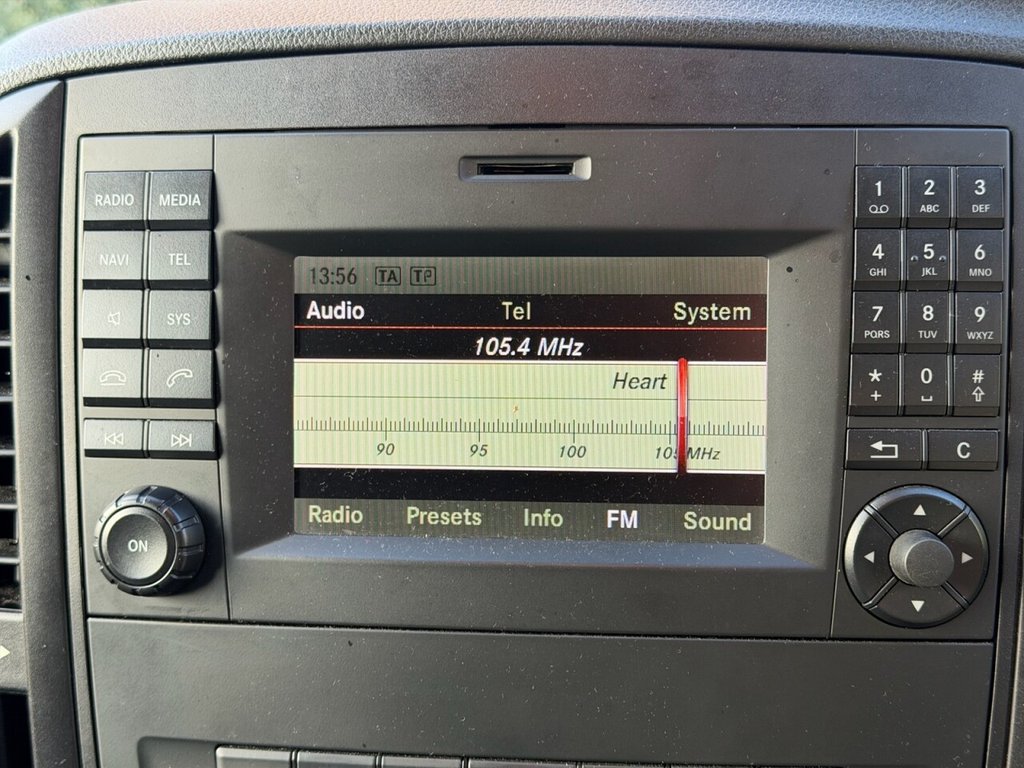 RADIO MEDIA
NAVI TEL
SYS
ON
13:56 TA TP
Audio Tel System
105.4 MHz
Heart
90 95 100 105 MHz
Radio Presets Info FM Sound
1 2 ABC 3 DEF
4 GHI 5 JKL 6 MNO
7 PQRS 8 TUV 9 WXYZ
* + 0 #
C